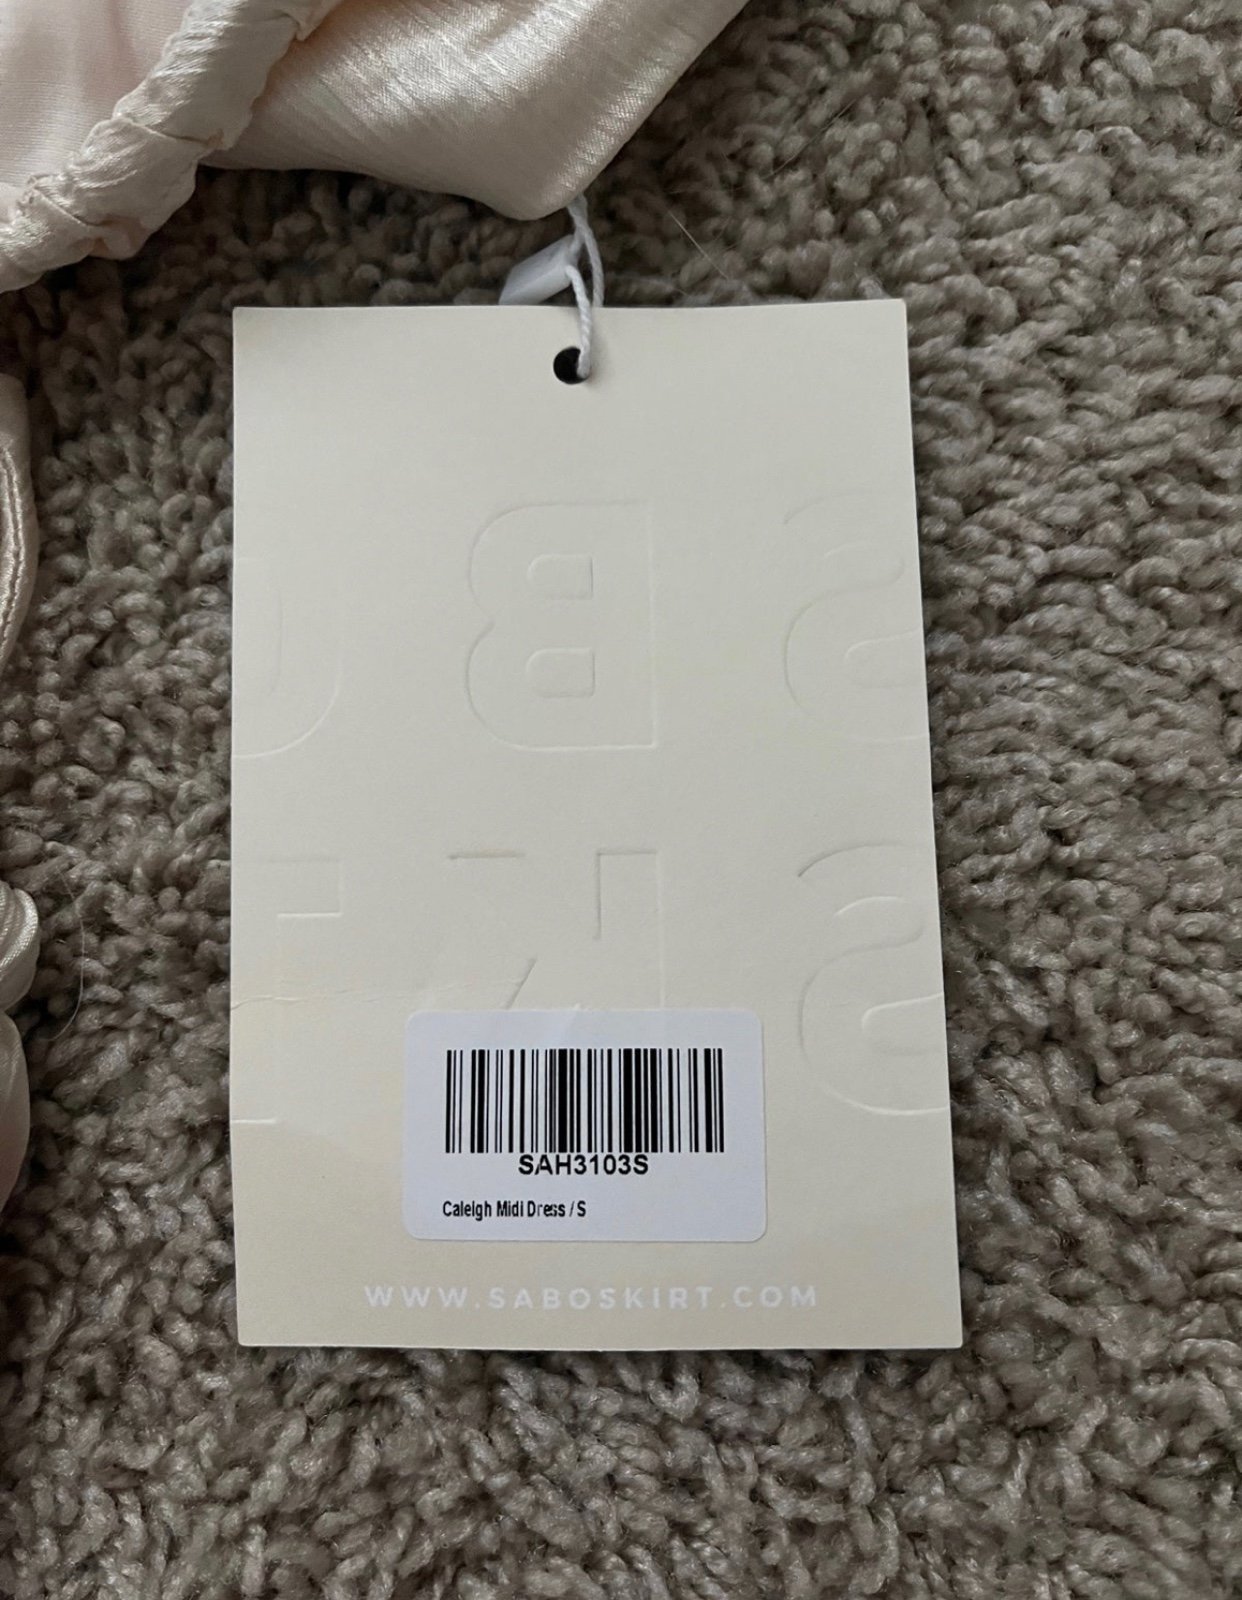 SAH3103S
Caleigh Midi Dress / S
WWW.SABOSKIRT.COM